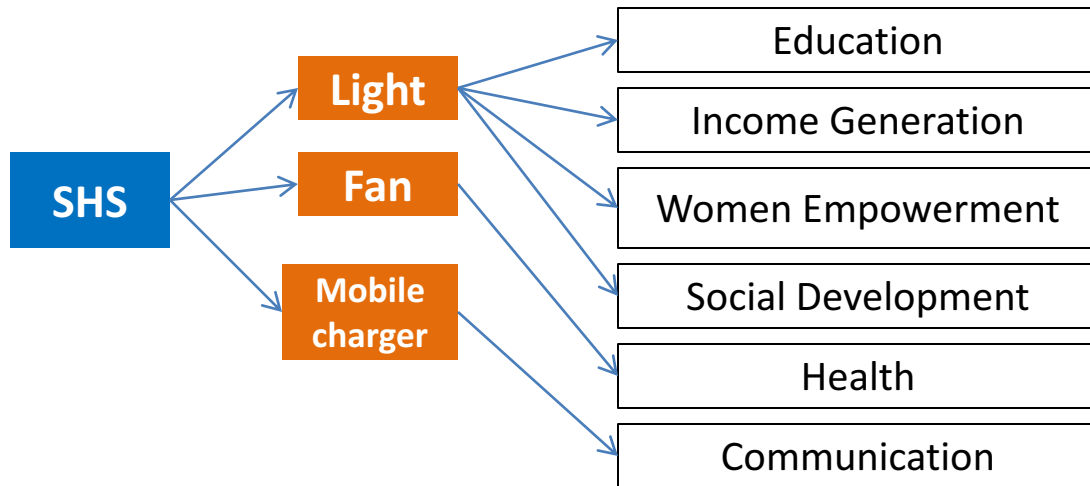 SHS
Light
Fan
Mobile
charger
Education
Income Generation
Women Empowerment
Social Development
Health
Communication